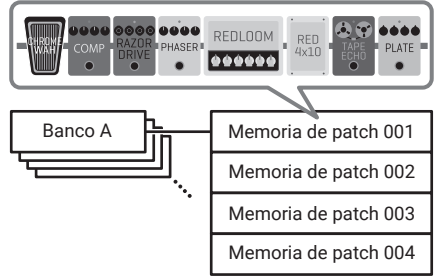 CHROME
WAH
COMP
RAZOR
DRIVE
PHASER
REDLOOM
RED
4x10
TAPE
ECHO
PLATE
Banco A
Memoria de patch 001
Memoria de patch 002
Memoria de patch 003
Memoria de patch 004